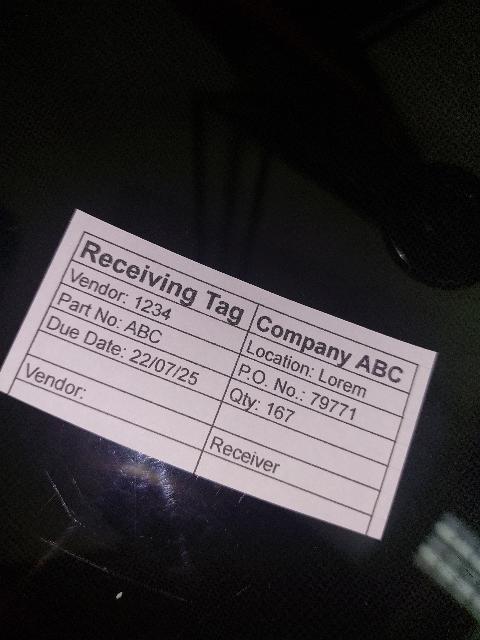 Receiving Tag
Company ABC
Vendor: 1234
Location: Lorem
Part No: ABC
P.O. No.: 79771
Due Date: 22/07/25
Qty: 167
Vendor:
Receiver